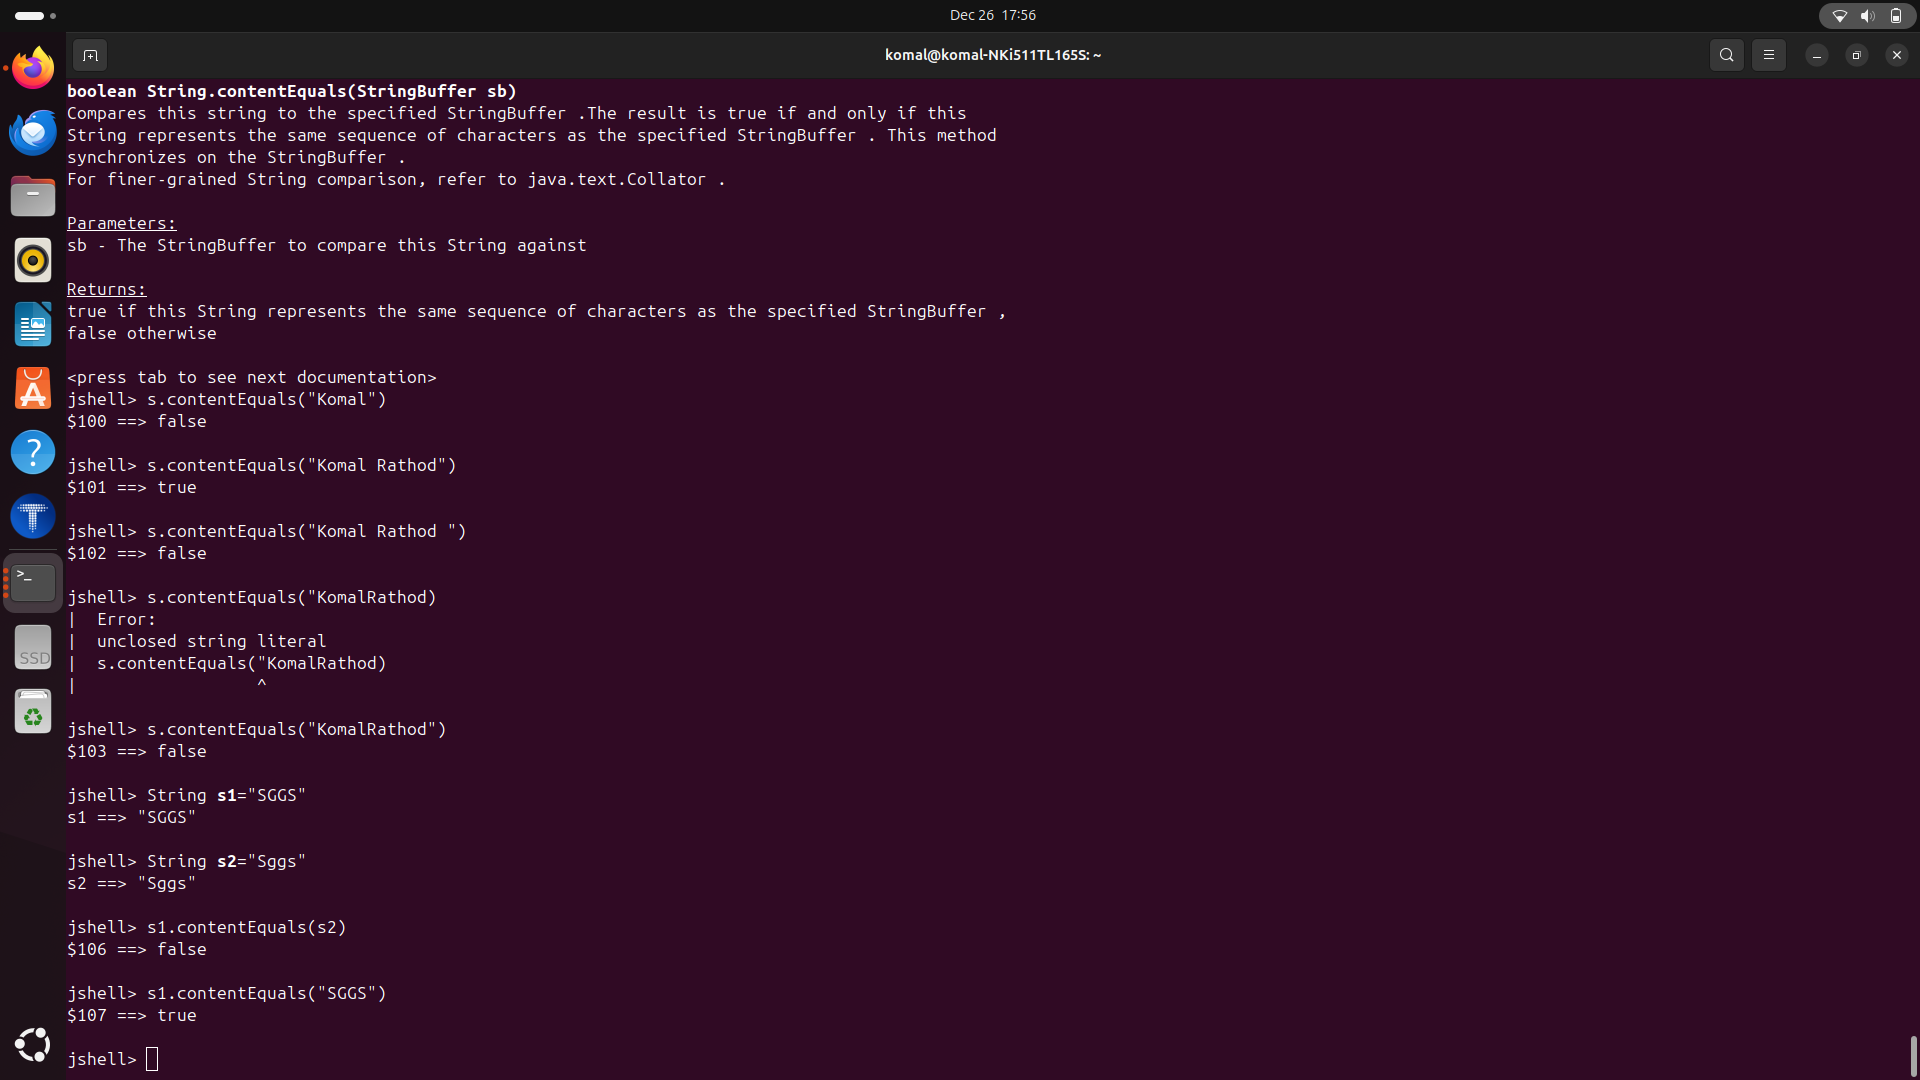 Dec 26 17:56
komal@komal-NKi511TL165S: ~
boolean String.contentEquals(StringBuffer sb)
Compares this string to the specified StringBuffer .The result is true if and only if this
String represents the same sequence of characters as the specified StringBuffer . This method
synchronizes on the StringBuffer .
For finer-grained String comparison, refer to java.text.Collator .

Parameters:
sb - The StringBuffer to compare this String against

Returns:
true if this String represents the same sequence of characters as the specified StringBuffer ,
false otherwise

<press tab to see next documentation>
jshell> s.contentEquals("Komal")
$100 ==> false

jshell> s.contentEquals("Komal Rathod")
$101 ==> true

jshell> s.contentEquals("Komal Rathod ")
$102 ==> false

jshell> s.contentEquals("KomalRathod)
|  Error:
|  unclosed string literal
|  s.contentEquals("KomalRathod)
|                  ^

jshell> s.contentEquals("KomalRathod")
$103 ==> false

jshell> String s1="SGGS"
s1 ==> "SGGS"

jshell> String s2="Sggs"
s2 ==> "Sggs"

jshell> s1.contentEquals(s2)
$106 ==> false

jshell> s1.contentEquals("SGGS")
$107 ==> true

jshell>
SSD